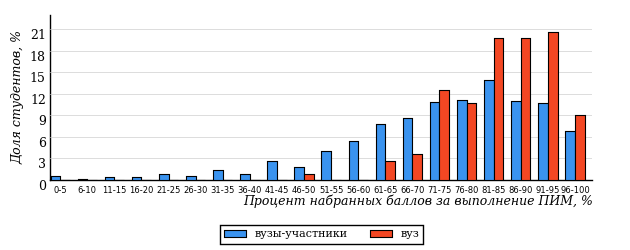 Доля студентов, %
21
18
15
12
9
6
3
0
0-5 6-10 11-15 16-20 21-25 26-30 31-35 36-40 41-45 46-50 51-55 56-60 61-65 66-70 71-75 76-80 81-85 86-90 91-95 96-100
Процент набранных баллов за выполнение ПИМ, %
вузы-участники вуз